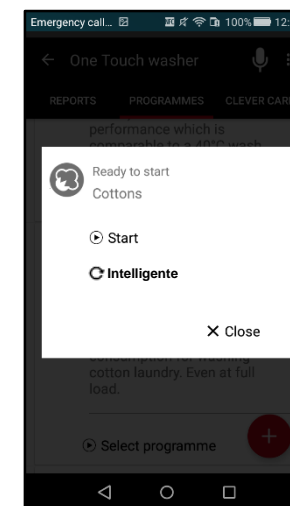 Emergency call... 100% 12:
One Touch washer
REPORTS PROGRAMMES CLEVER CAR
performance which is
comparable to a 40°C wash
Ready to start
Cottons
Start
Intelligente
Close
consumption for washing
cotton laundry. Even at full
load.
Select programme